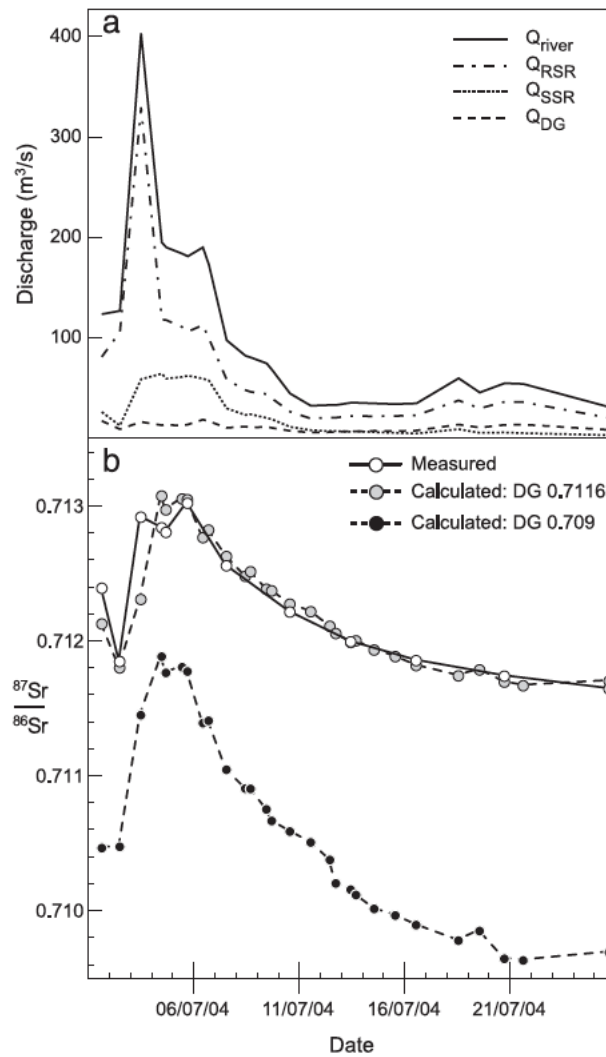 a
400
300
200
100
Discharge (m³/s)
Q_river
Q_RSR
Q_SSR
Q_DG
b
Measured
Calculated: DG 0.7116
Calculated: DG 0.709
0.713
0.712
0.711
0.710
⁸⁷Sr
⁸⁶Sr
06/07/04 11/07/04 16/07/04 21/07/04
Date